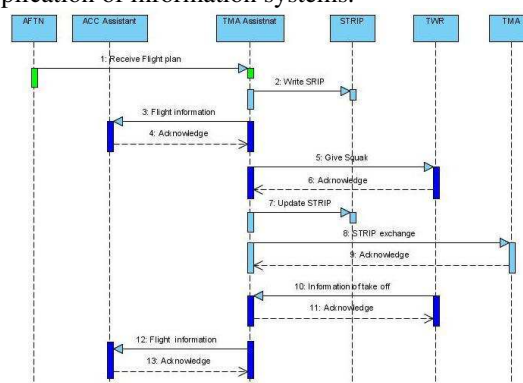 plication of information systems.
AFTN ACC Assistant TMA Assistnat STRIP TWR TMA
1: Receive Flight plan
2: Write SRIP
3: Flight information
4: Acknowledge
5: Give Squak
6: Acknowledge
7: Update STRIP
8: STRIP exchange
9: Acknowledge
10: Information of take off
11: Acknowledge
12: Flight information
13: Acknowledge